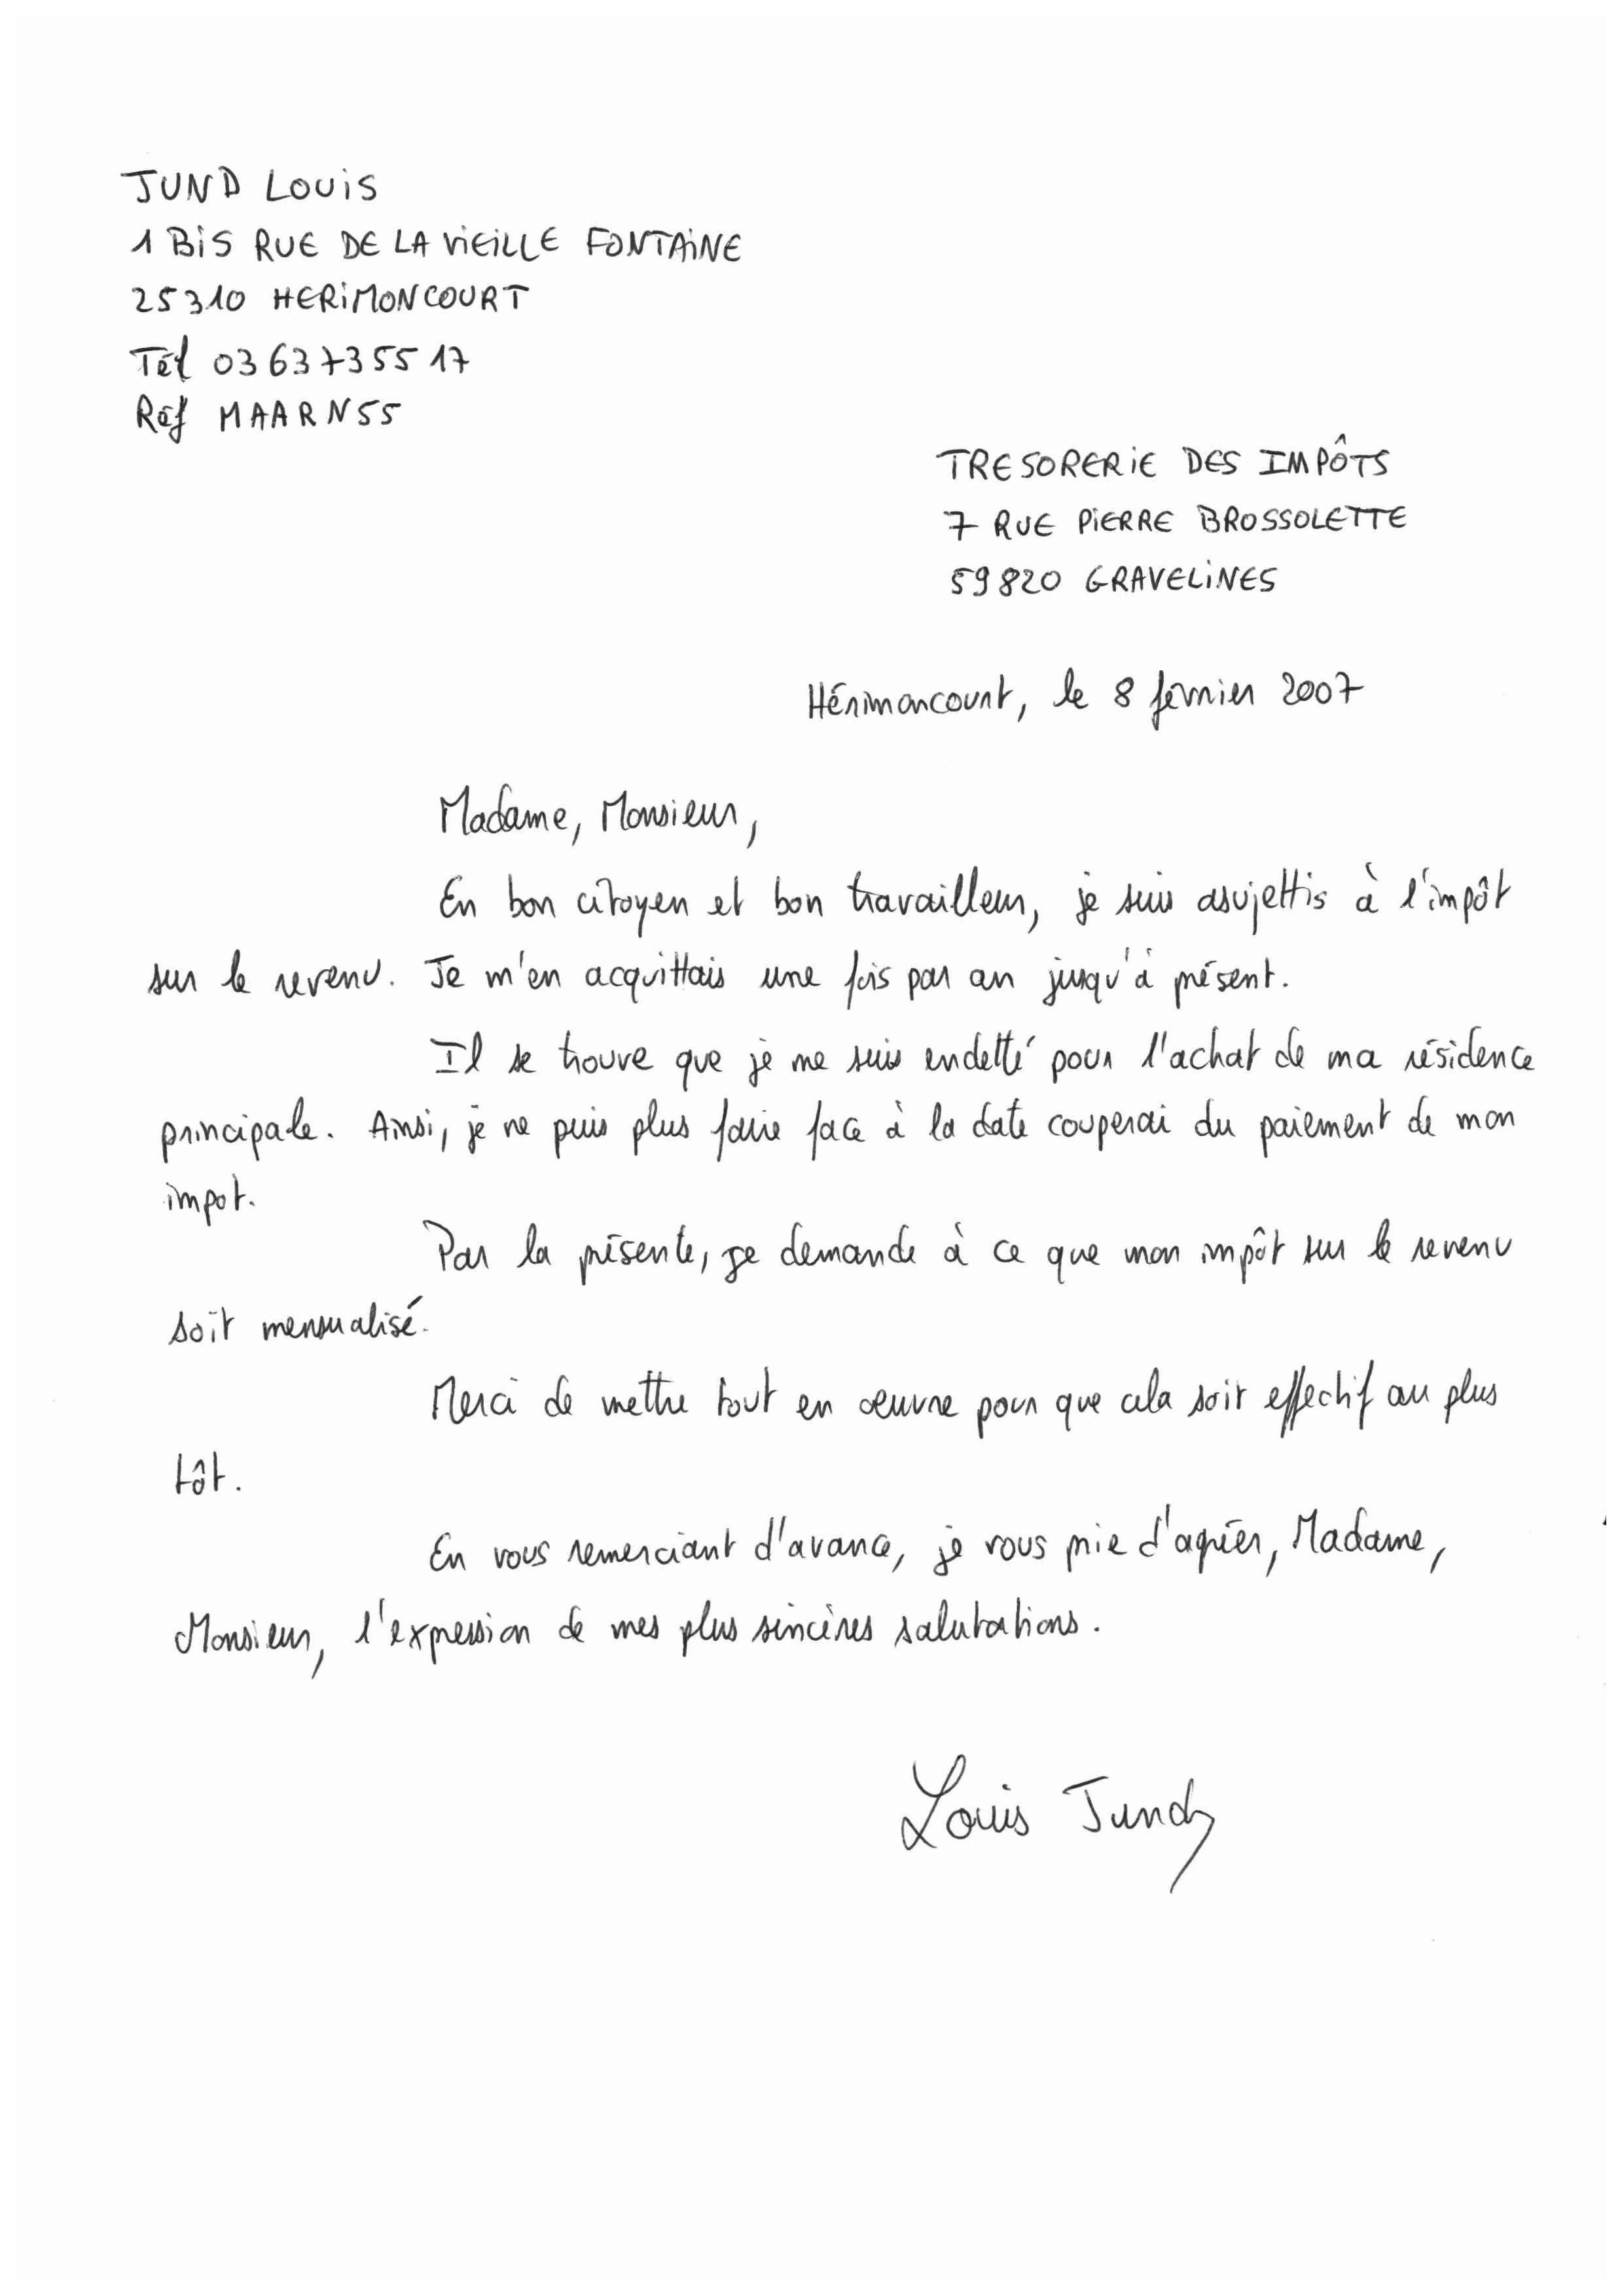 JUND LOUIS
1 BIS RUE DE LA VIEILLE FONTAINE
25310 HERIMONCOURT
Tél 03 63 73 55 17
Réf MAARN55
TRESORERIE DES IMPÔTS
7 RUE PIERRE BROSSOLETTE
59820 GRAVELINES
Hérimoncourt, le 8 février 2007
Madame, Monsieur,
En bon citoyen et bon travailleur, je suis asujettis à l'impôt
sur le revenu. Je m'en acquittais une fois par an jusqu'à présent.
Il se trouve que je me suis endetté pour l'achat de ma résidence
principale. Ainsi, je ne puis plus faire face à la date couperai du paiement de mon
impot.
Par la présente, je demande à ce que mon impôt sur le revenu
soit mensualisé.
Merci de mettre tout en œuvre pour que cela soit effectif au plus
tôt.
En vous remerciant d'avance, je vous prie d'agréer, Madame,
Monsieur, l'expression de mes plus sincères salutations.
Louis Jund